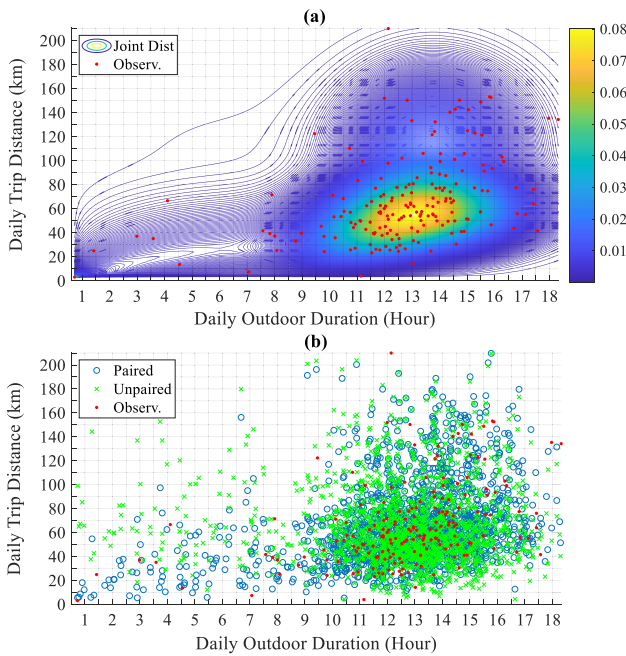 (a)
Joint Dist
Observ.
Daily Trip Distance (km)
200
180
160
140
120
100
80
60
40
20
0
1 2 3 4 5 6 7 8 9 10 11 12 13 14 15 16 17 18
Daily Outdoor Duration (Hour)
0.08
0.07
0.06
0.05
0.04
0.03
0.02
0.01
(b)
Paired
Unpaired
Observ.
Daily Trip Distance (km)
200
180
160
140
120
100
80
60
40
20
0
1 2 3 4 5 6 7 8 9 10 11 12 13 14 15 16 17 18
Daily Outdoor Duration (Hour)